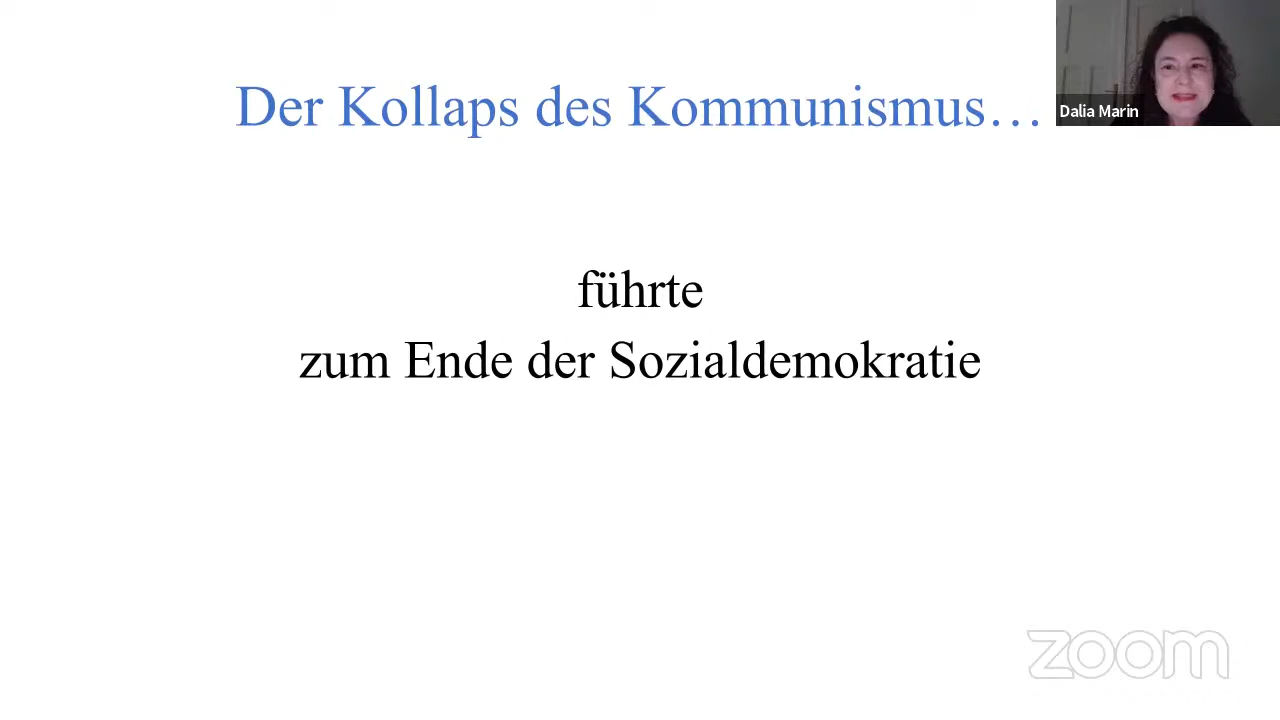 Der Kollaps des Kommunismus…
Dalia Marin
führte
zum Ende der Sozialdemokratie
zoom